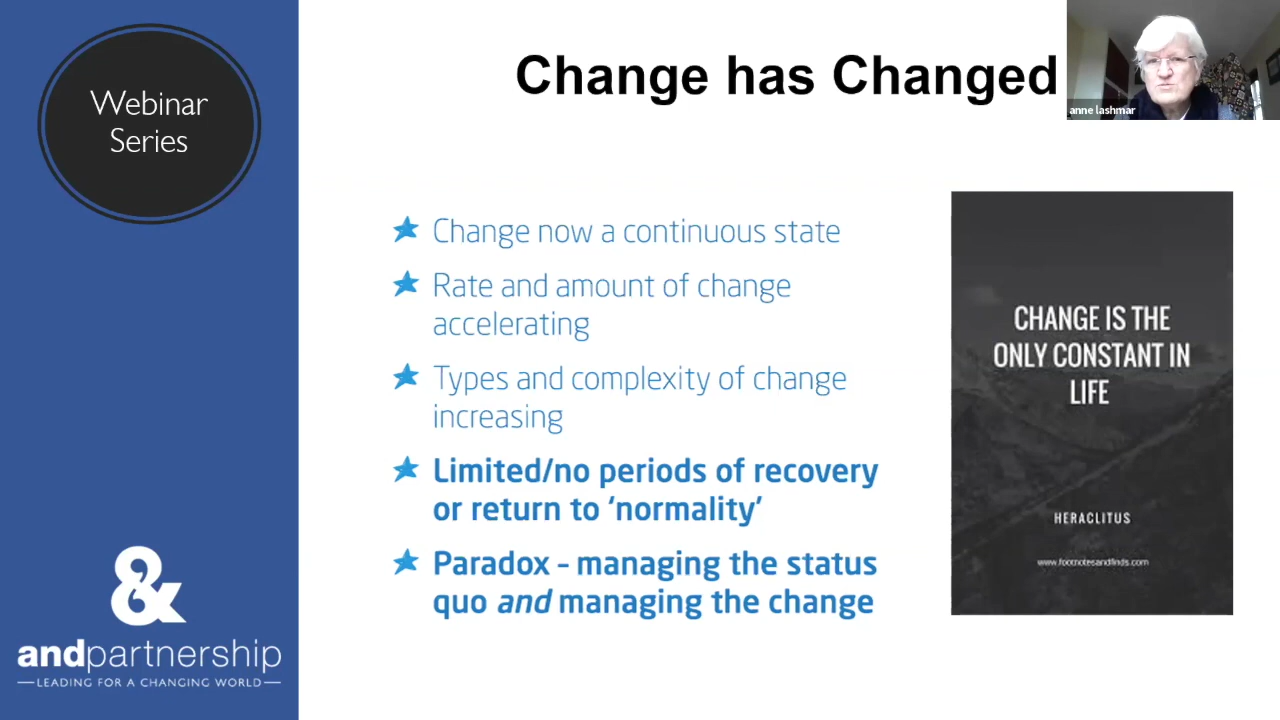 Webinar
Series
Change has Changed
anne lashmar
Change now a continuous state
Rate and amount of change
accelerating
Types and complexity of change
increasing
Limited/no periods of recovery
or return to ‘normality’
Paradox – managing the status
quo and managing the change
CHANGE IS THE
ONLY CONSTANT IN
LIFE
HERACLITUS
www.footnotesandfinds.com
&
andpartnership
LEADING FOR A CHANGING WORLD